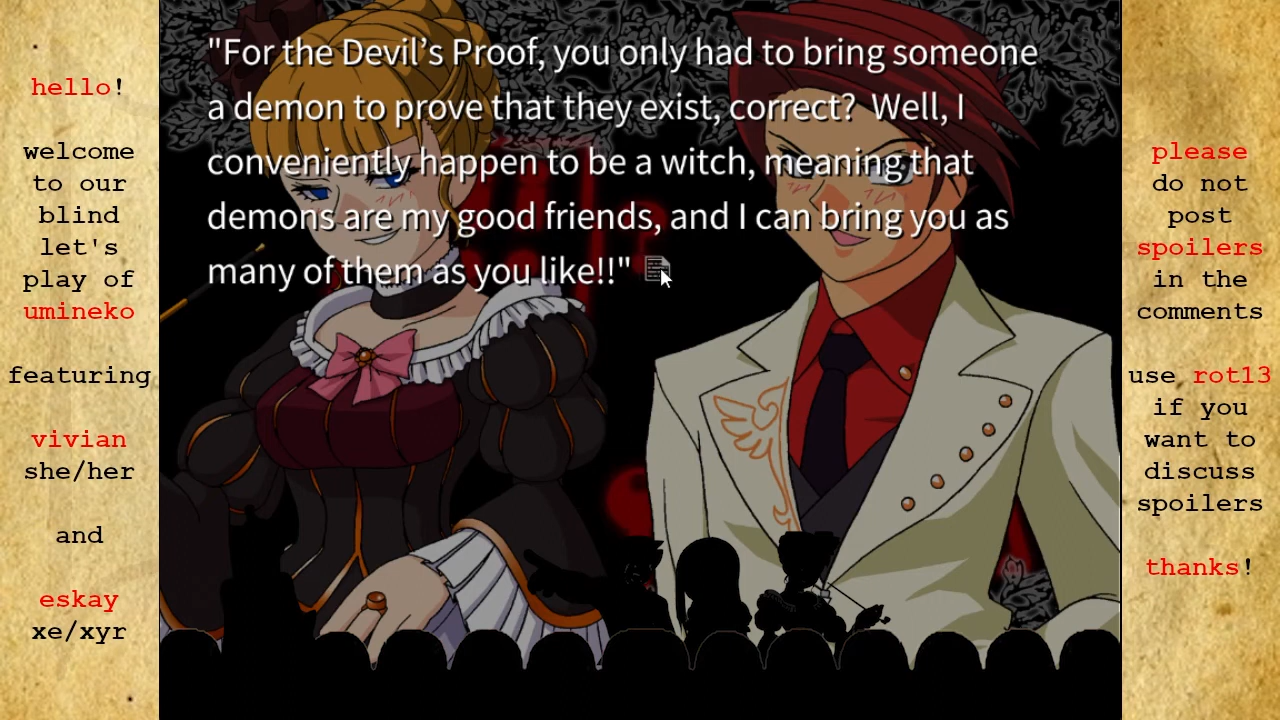 hello!
welcome
to our
blind
let's
play of
umineko
featuring
vivian
she/her
and
eskay
xe/xyr
"For the Devil’s Proof, you only had to bring someone
a demon to prove that they exist, correct?  Well, I
conveniently happen to be a witch, meaning that
demons are my good friends, and I can bring you as
many of them as you like!!"
please
do not
post
spoilers
in the
comments
use rot13
if you
want to
discuss
spoilers
thanks!